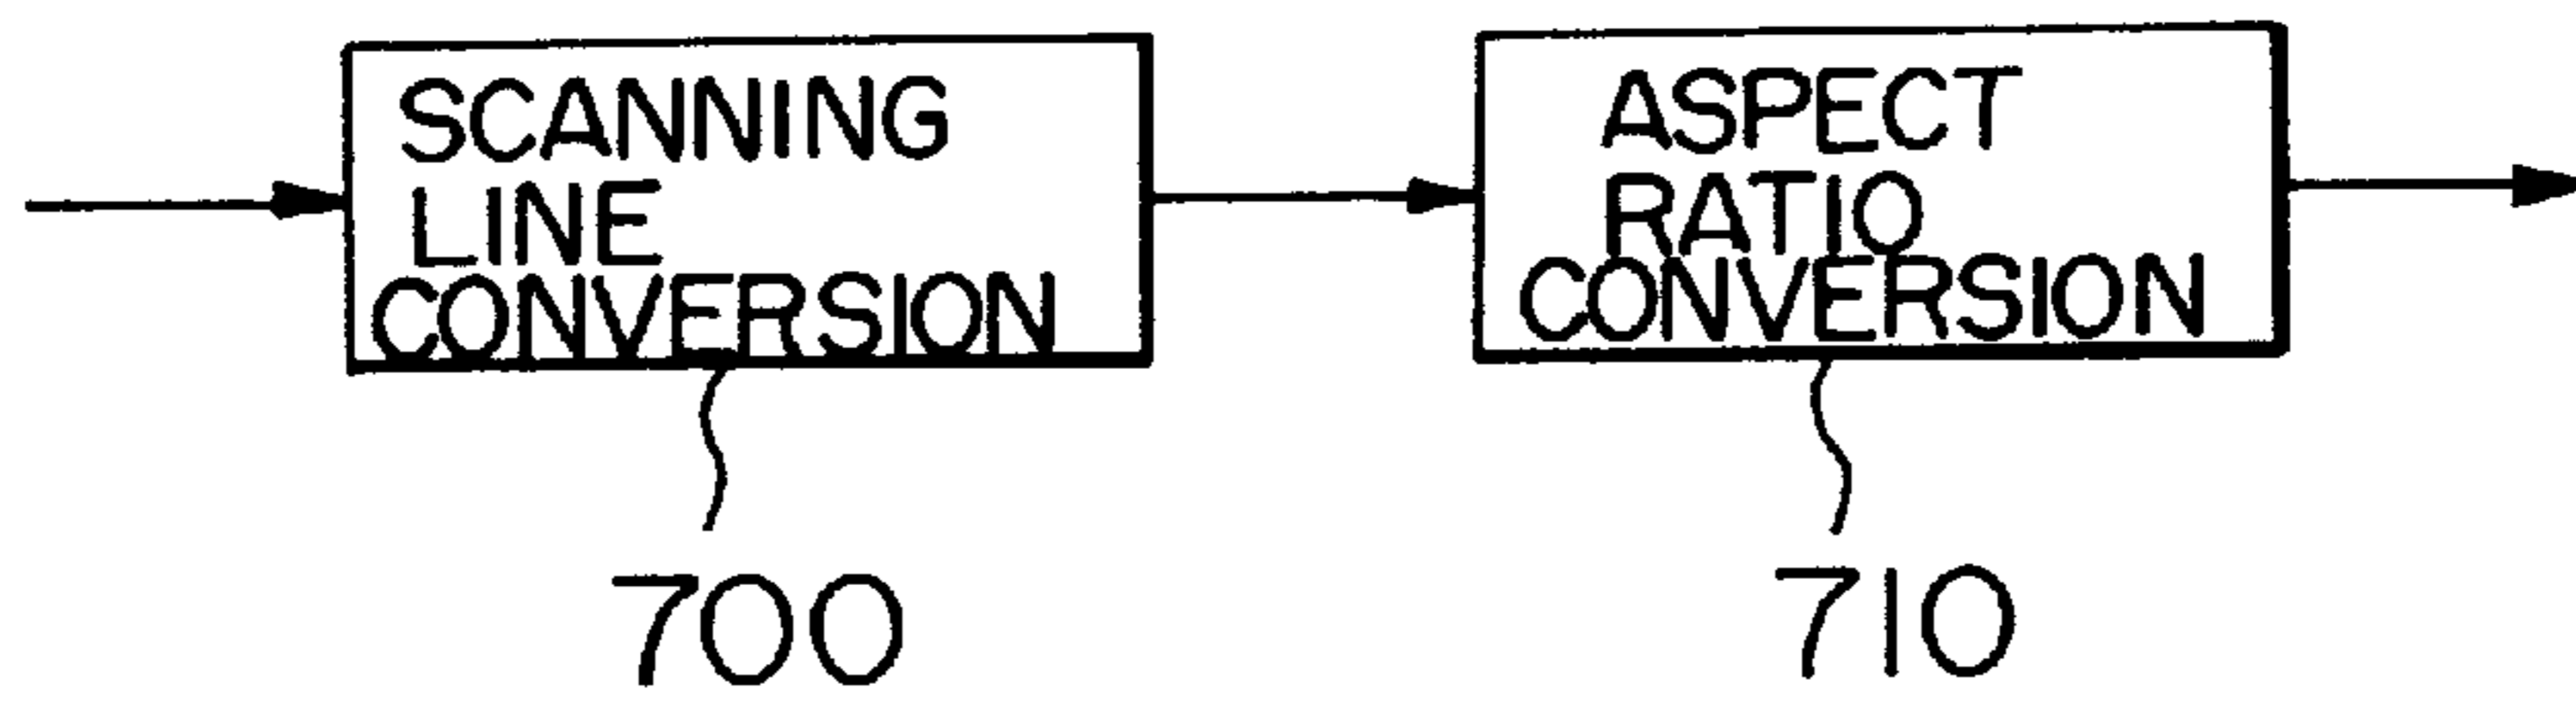 SCANNING
LINE
CONVERSION
ASPECT
RATIO
CONVERSION
700
710